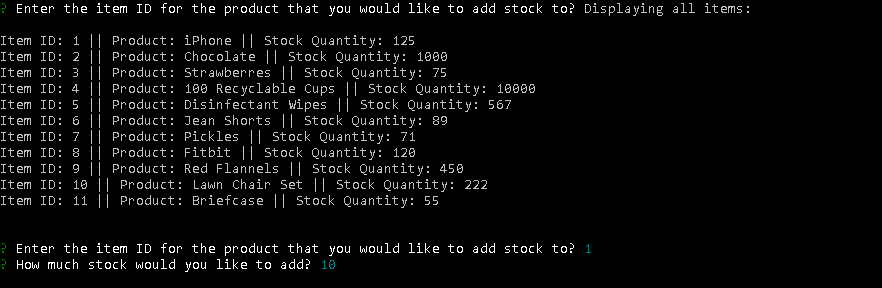 ? Enter the item ID for the product that you would like to add stock to? Displaying all items:
Item ID: 1 || Product: iPhone || Stock Quantity: 125
Item ID: 2 || Product: Chocolate || Stock Quantity: 1000
Item ID: 3 || Product: Strawberres || Stock Quantity: 75
Item ID: 4 || Product: 100 Recyclable Cups || Stock Quantity: 10000
Item ID: 5 || Product: Disinfectant Wipes || Stock Quantity: 567
Item ID: 6 || Product: Jean Shorts || Stock Quantity: 89
Item ID: 7 || Product: Pickles || Stock Quantity: 71
Item ID: 8 || Product: Fitbit || Stock Quantity: 120
Item ID: 9 || Product: Red Flannels || Stock Quantity: 450
Item ID: 10 || Product: Lawn Chair Set || Stock Quantity: 222
Item ID: 11 || Product: Briefcase || Stock Quantity: 55
? Enter the item ID for the product that you would like to add stock to? 1
? How much stock would you like to add? 10